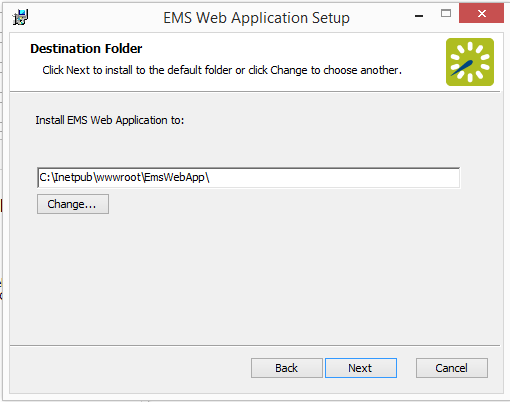 EMS Web Application Setup
Destination Folder
Click Next to install to the default folder or click Change to choose another.
Install EMS Web Application to:
C:\Inetpub\wwwroot\EmsWebApp\
Change...
Back Next Cancel